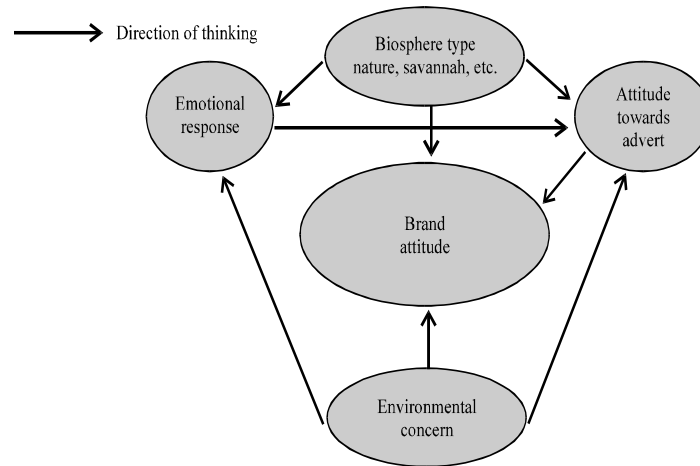 Direction of thinking
Biosphere type
nature, savannah, etc.
Emotional
response
Attitude
towards
advert
Brand
attitude
Environmental
concern